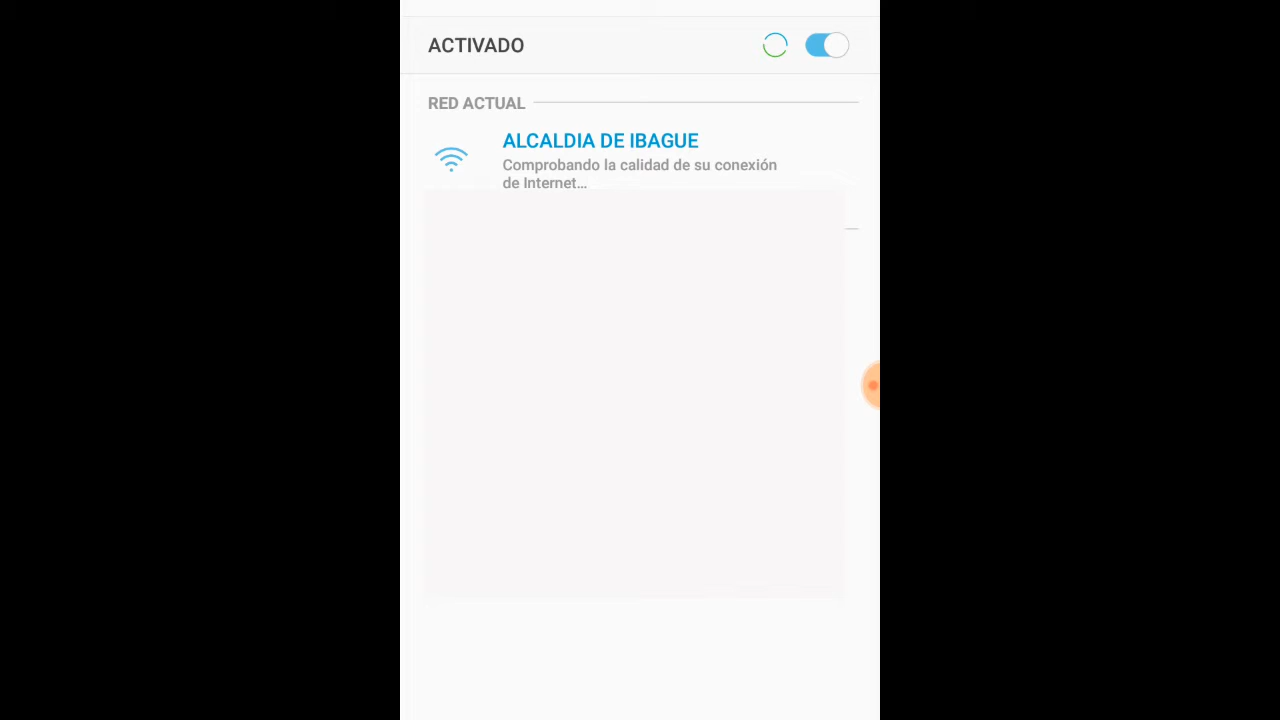 ACTIVADO
RED ACTUAL
ALCALDIA DE IBAGUE
Comprobando la calidad de su conexión
de Internet...